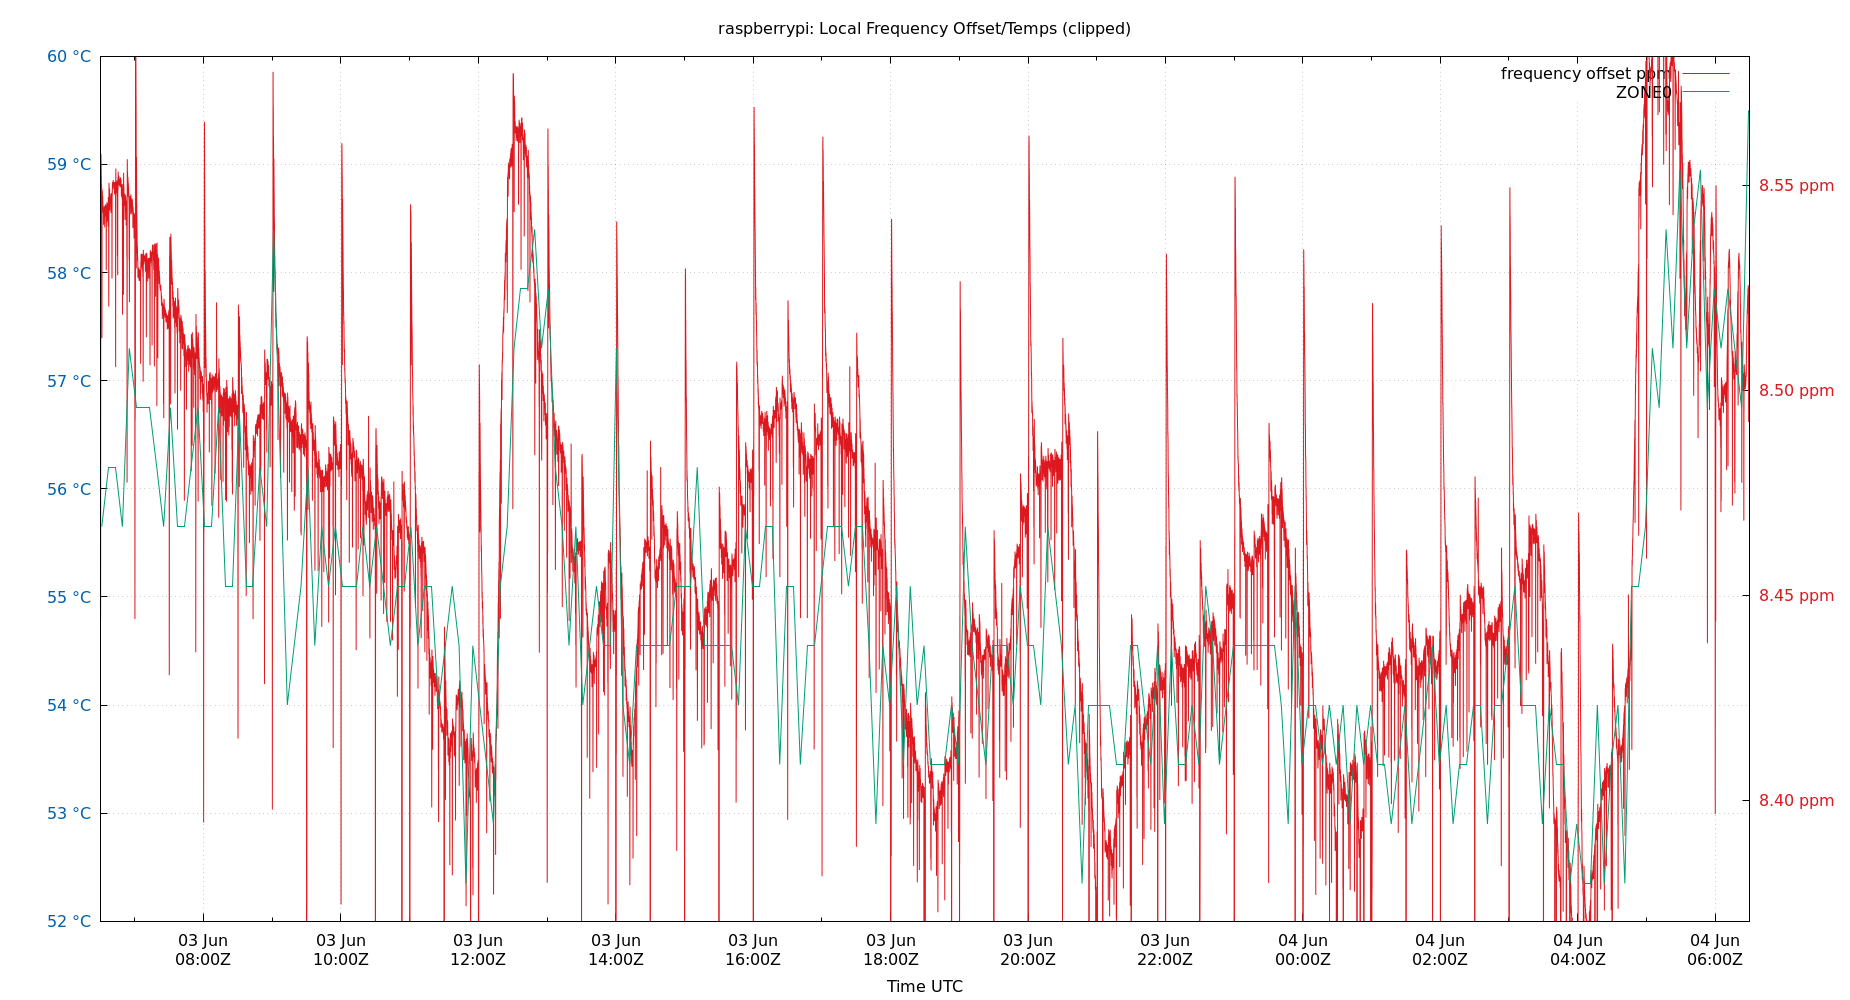 raspberrypi: Local Frequency Offset/Temps (clipped)
frequency offset ppm
ZONE0
60 °C
59 °C
58 °C
57 °C
56 °C
55 °C
54 °C
53 °C
52 °C
8.55 ppm
8.50 ppm
8.45 ppm
8.40 ppm
03 Jun 03 Jun 03 Jun 03 Jun 03 Jun 03 Jun 03 Jun 03 Jun 04 Jun 04 Jun 04 Jun 04 Jun
08:00Z 10:00Z 12:00Z 14:00Z 16:00Z 18:00Z 20:00Z 22:00Z 00:00Z 02:00Z 04:00Z 06:00Z
Time UTC